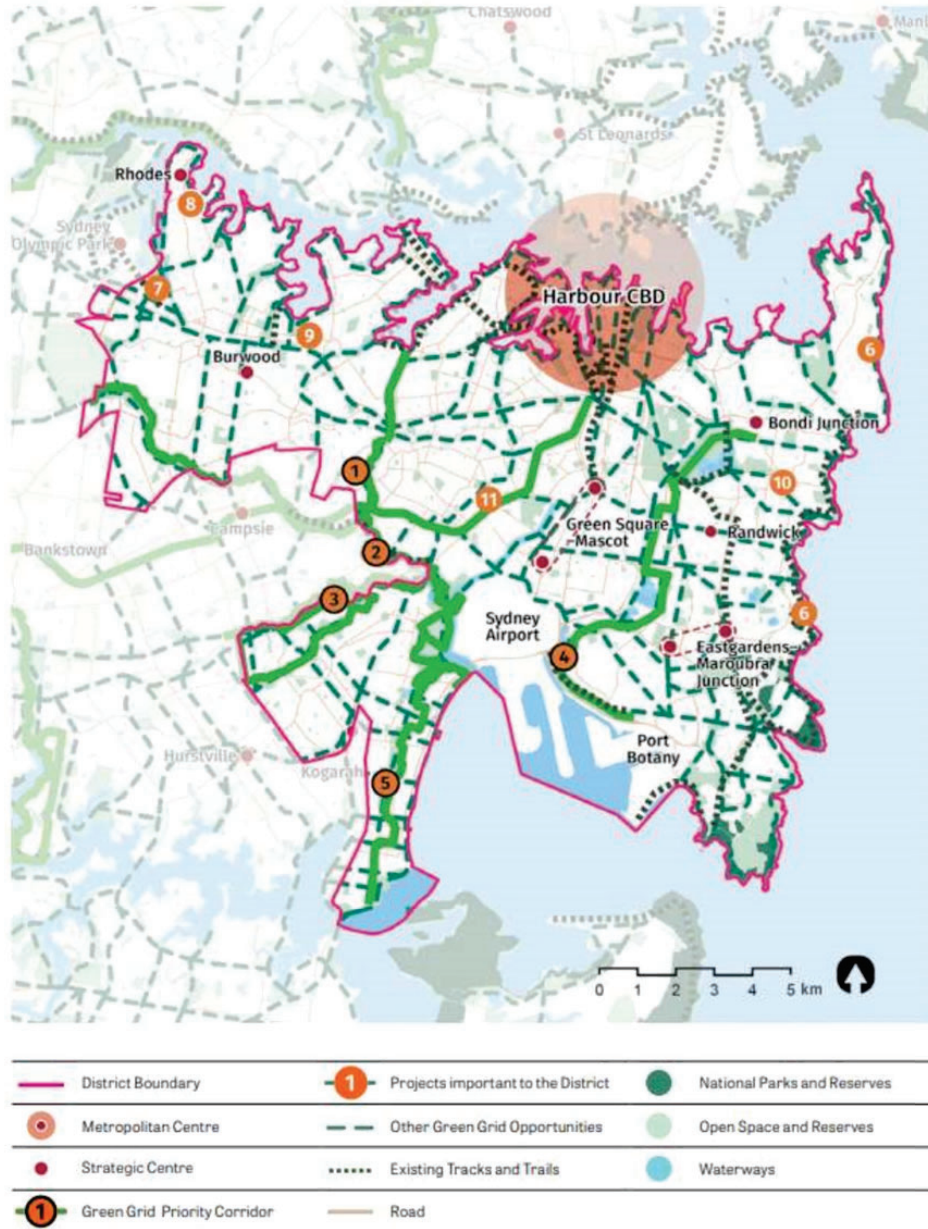 Chatswood
Manl
St Leonards
Rhodes
8
Sydney
Olympic Park
7
Harbour CBD
9
6
Burwood
Bondi Junction
1
10
11
Campsie
Green Square
-Mascot
Randwick
Bankstown
2
3
6
Sydney
Airport
4
Eastgardens-
Maroubra
Junction
Port
Botany
Hurstville
Kogarah
5
0 1 2 3 4 5 km
District Boundary
1 Projects important to the District
National Parks and Reserves
Metropolitan Centre
Other Green Grid Opportunities
Open Space and Reserves
Strategic Centre
Existing Tracks and Trails
Waterways
1 Green Grid Priority Corridor
Road